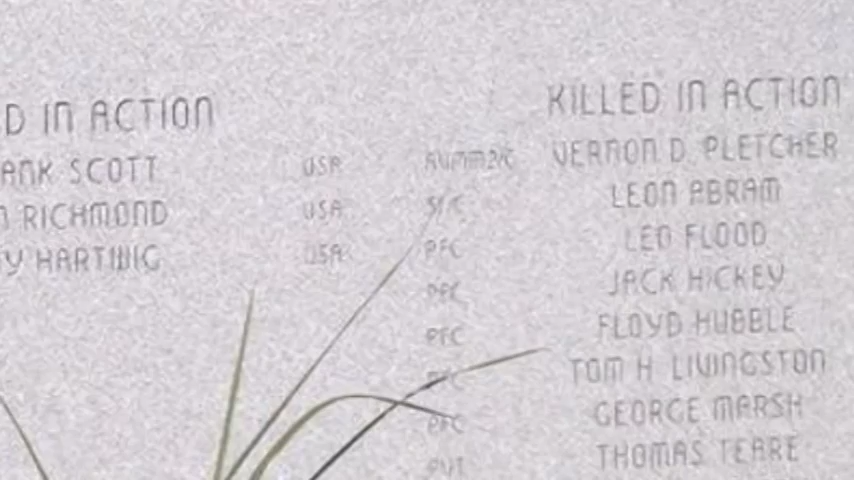 D IN ACTION
ANK SCOTT USA
RICHMOND USA
Y HARTWIG USA
KILLED IN ACTION
AVMM2/C VERNON D. PLETCHER
S/C LEON ABRAM
PFC LEO FLOOD
PFC JACK HICKEY
PFC FLOYD HUBBLE
TOM H LIVINGSTON
PFC GEORGE MARSH
PVT THOMAS TEARE